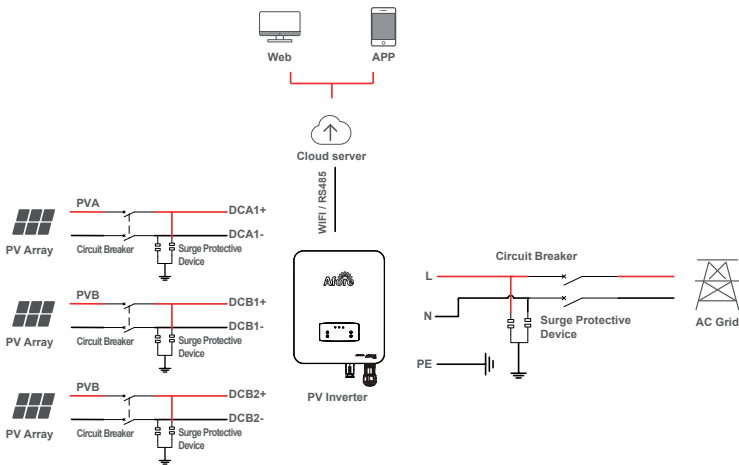 Web
APP
Cloud server
WIFI / RS485
PVA
DCA1+
DCA1-
PV Array
Circuit Breaker
Surge Protective
Device
PVB
DCB1+
DCB1-
PV Array
Circuit Breaker
Surge Protective
Device
PVB
DCB2+
DCB2-
PV Array
Circuit Breaker
Surge Protective
Device
Afore
PV Inverter
Circuit Breaker
L
N
Surge Protective
Device
PE
AC Grid